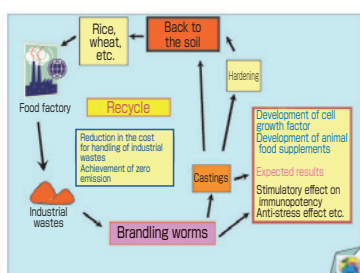 Rice,
wheat,
etc.
Back to
the soil
Hardening
Food factory
Recycle
Reduction in the cost
for handling of industrial
wastes
Achievement of zero
emission
Development of cell
growth factor
Development of animal
food supplements
Expected results
Stimulatory effect on
immunopotency
Anti-stress effect etc.
Castings
Industrial
wastes
Brandling worms